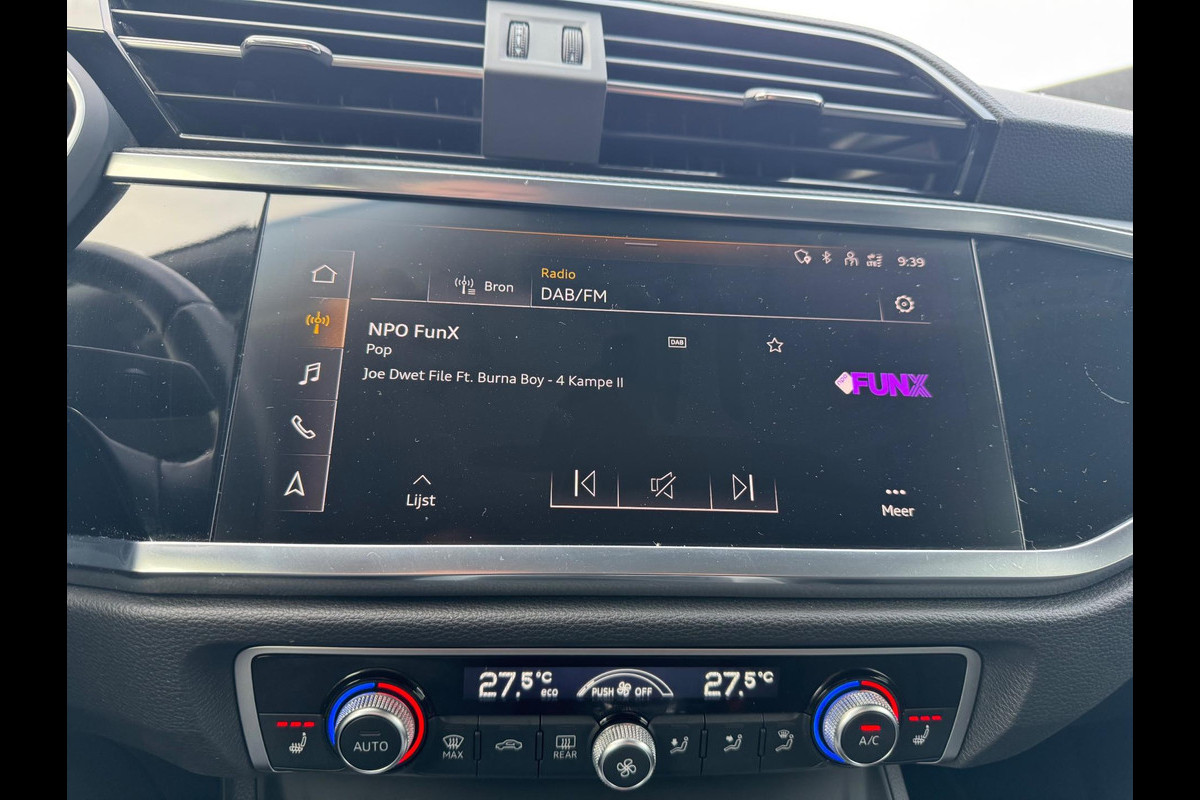 9:39
Radio
Bron
DAB/FM
NPO FunX
DAB
Pop
FUNX
Joe Dwet File Ft. Burna Boy - 4 Kampe II
Lijst
Meer
27,5°C
eco
PUSH OFF
27,5°C
AUTO
MAX
REAR
A/C